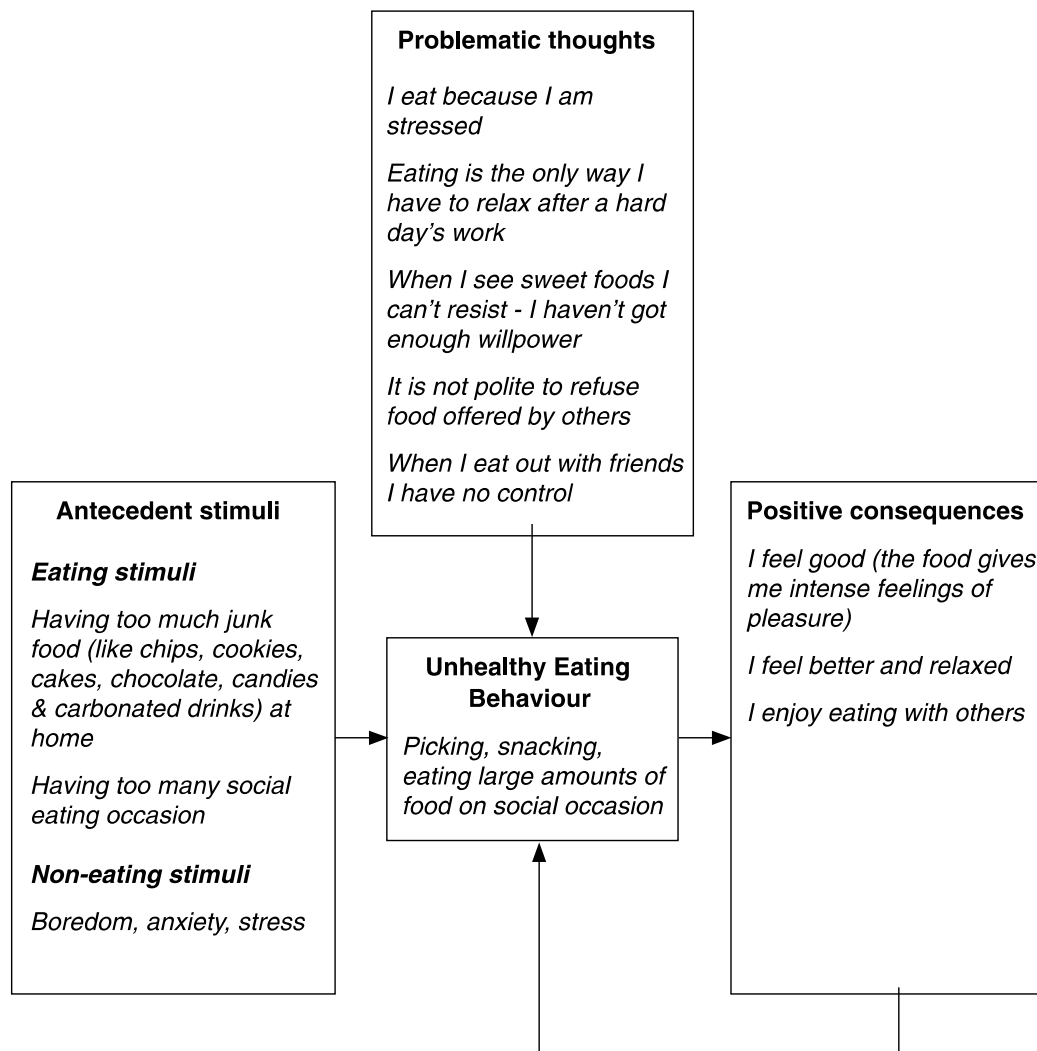 Problematic thoughts
I eat because I am
stressed
Eating is the only way I
have to relax after a hard
day's work
When I see sweet foods I
can't resist - I haven't got
enough willpower
It is not polite to refuse
food offered by others
When I eat out with friends
I have no control
Antecedent stimuli
Eating stimuli
Having too much junk
food (like chips, cookies,
cakes, chocolate, candies
& carbonated drinks) at
home
Having too many social
eating occasion
Non-eating stimuli
Boredom, anxiety, stress
Unhealthy Eating
Behaviour
Picking, snacking,
eating large amounts of
food on social occasion
Positive consequences
I feel good (the food gives
me intense feelings of
pleasure)
I feel better and relaxed
I enjoy eating with others